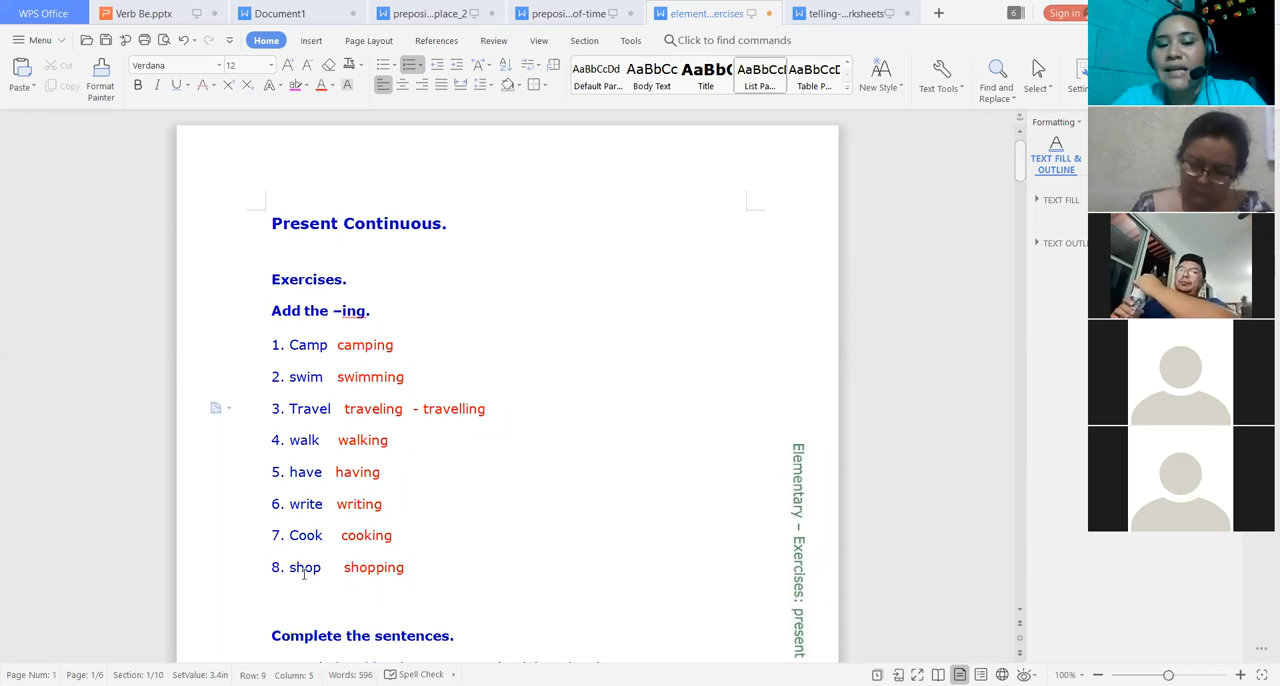 WPS Office
Verb Be.pptx
Document1
preposi...place_2
preposi...of-time
element...ercises
telling-...rksheets
6
Sign in
Menu
Home
Insert
Page Layout
References
Review
View
Section
Tools
Click to find commands
Paste
Cut
Copy
Format Painter
Verdana
12
AaBbCcDd
AaBbCc
AaBb
AaBbCc
AaBbCc
Default Par...
Body Text
Title
List Pa...
Table P...
New Style
Text Tools
Find and Replace
Select
Formatting
TEXT FILL & OUTLINE
TEXT FILL
Present Continuous.
Exercises.
Add the –ing.
1. Camp camping
2. swim swimming
3. Travel traveling - travelling
4. walk walking
5. have having
6. write writing
7. Cook cooking
8. shop shopping
Complete the sentences.
Elementary – Exercises: present
Page Num: 1
Page: 1/6
Section: 1/10
SetValue: 3.4in
Row: 9
Column: 5
Words: 596
Spell Check
100%